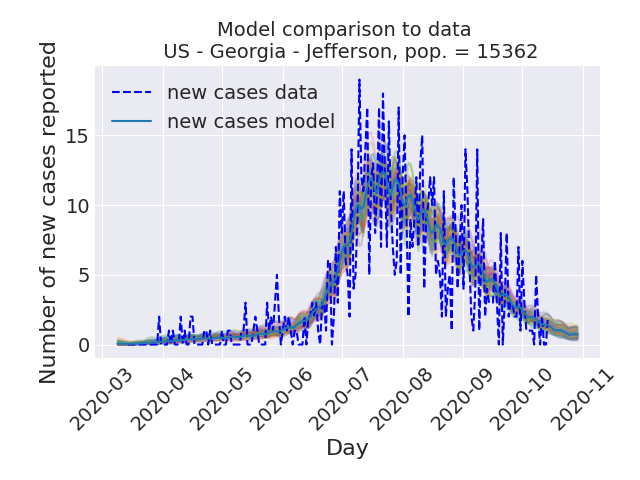 Model comparison to data
US - Georgia - Jefferson, pop. = 15362
new cases data
new cases model
Number of new cases reported
15
10
5
0
2020-03
2020-04
2020-05
2020-06
2020-07
2020-08
2020-09
2020-10
2020-11
Day